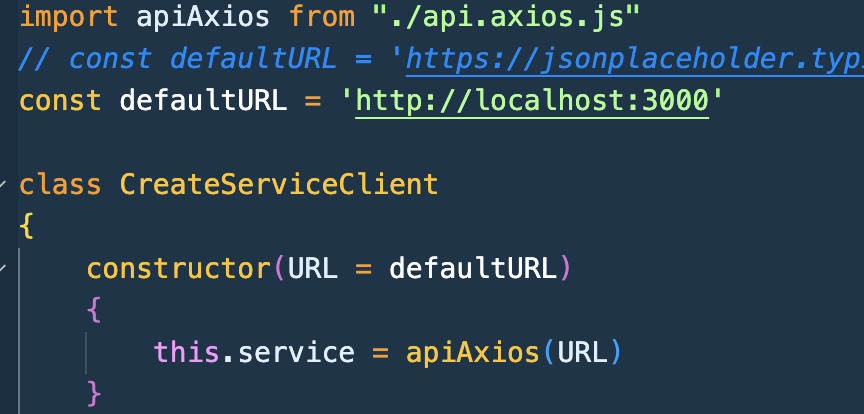 import apiAxios from "./api.axios.js"
// const defaultURL = 'https://jsonplaceholder.typi
const defaultURL = 'http://localhost:3000'
class CreateServiceClient
{
constructor(URL = defaultURL)
{
this.service = apiAxios(URL)
}